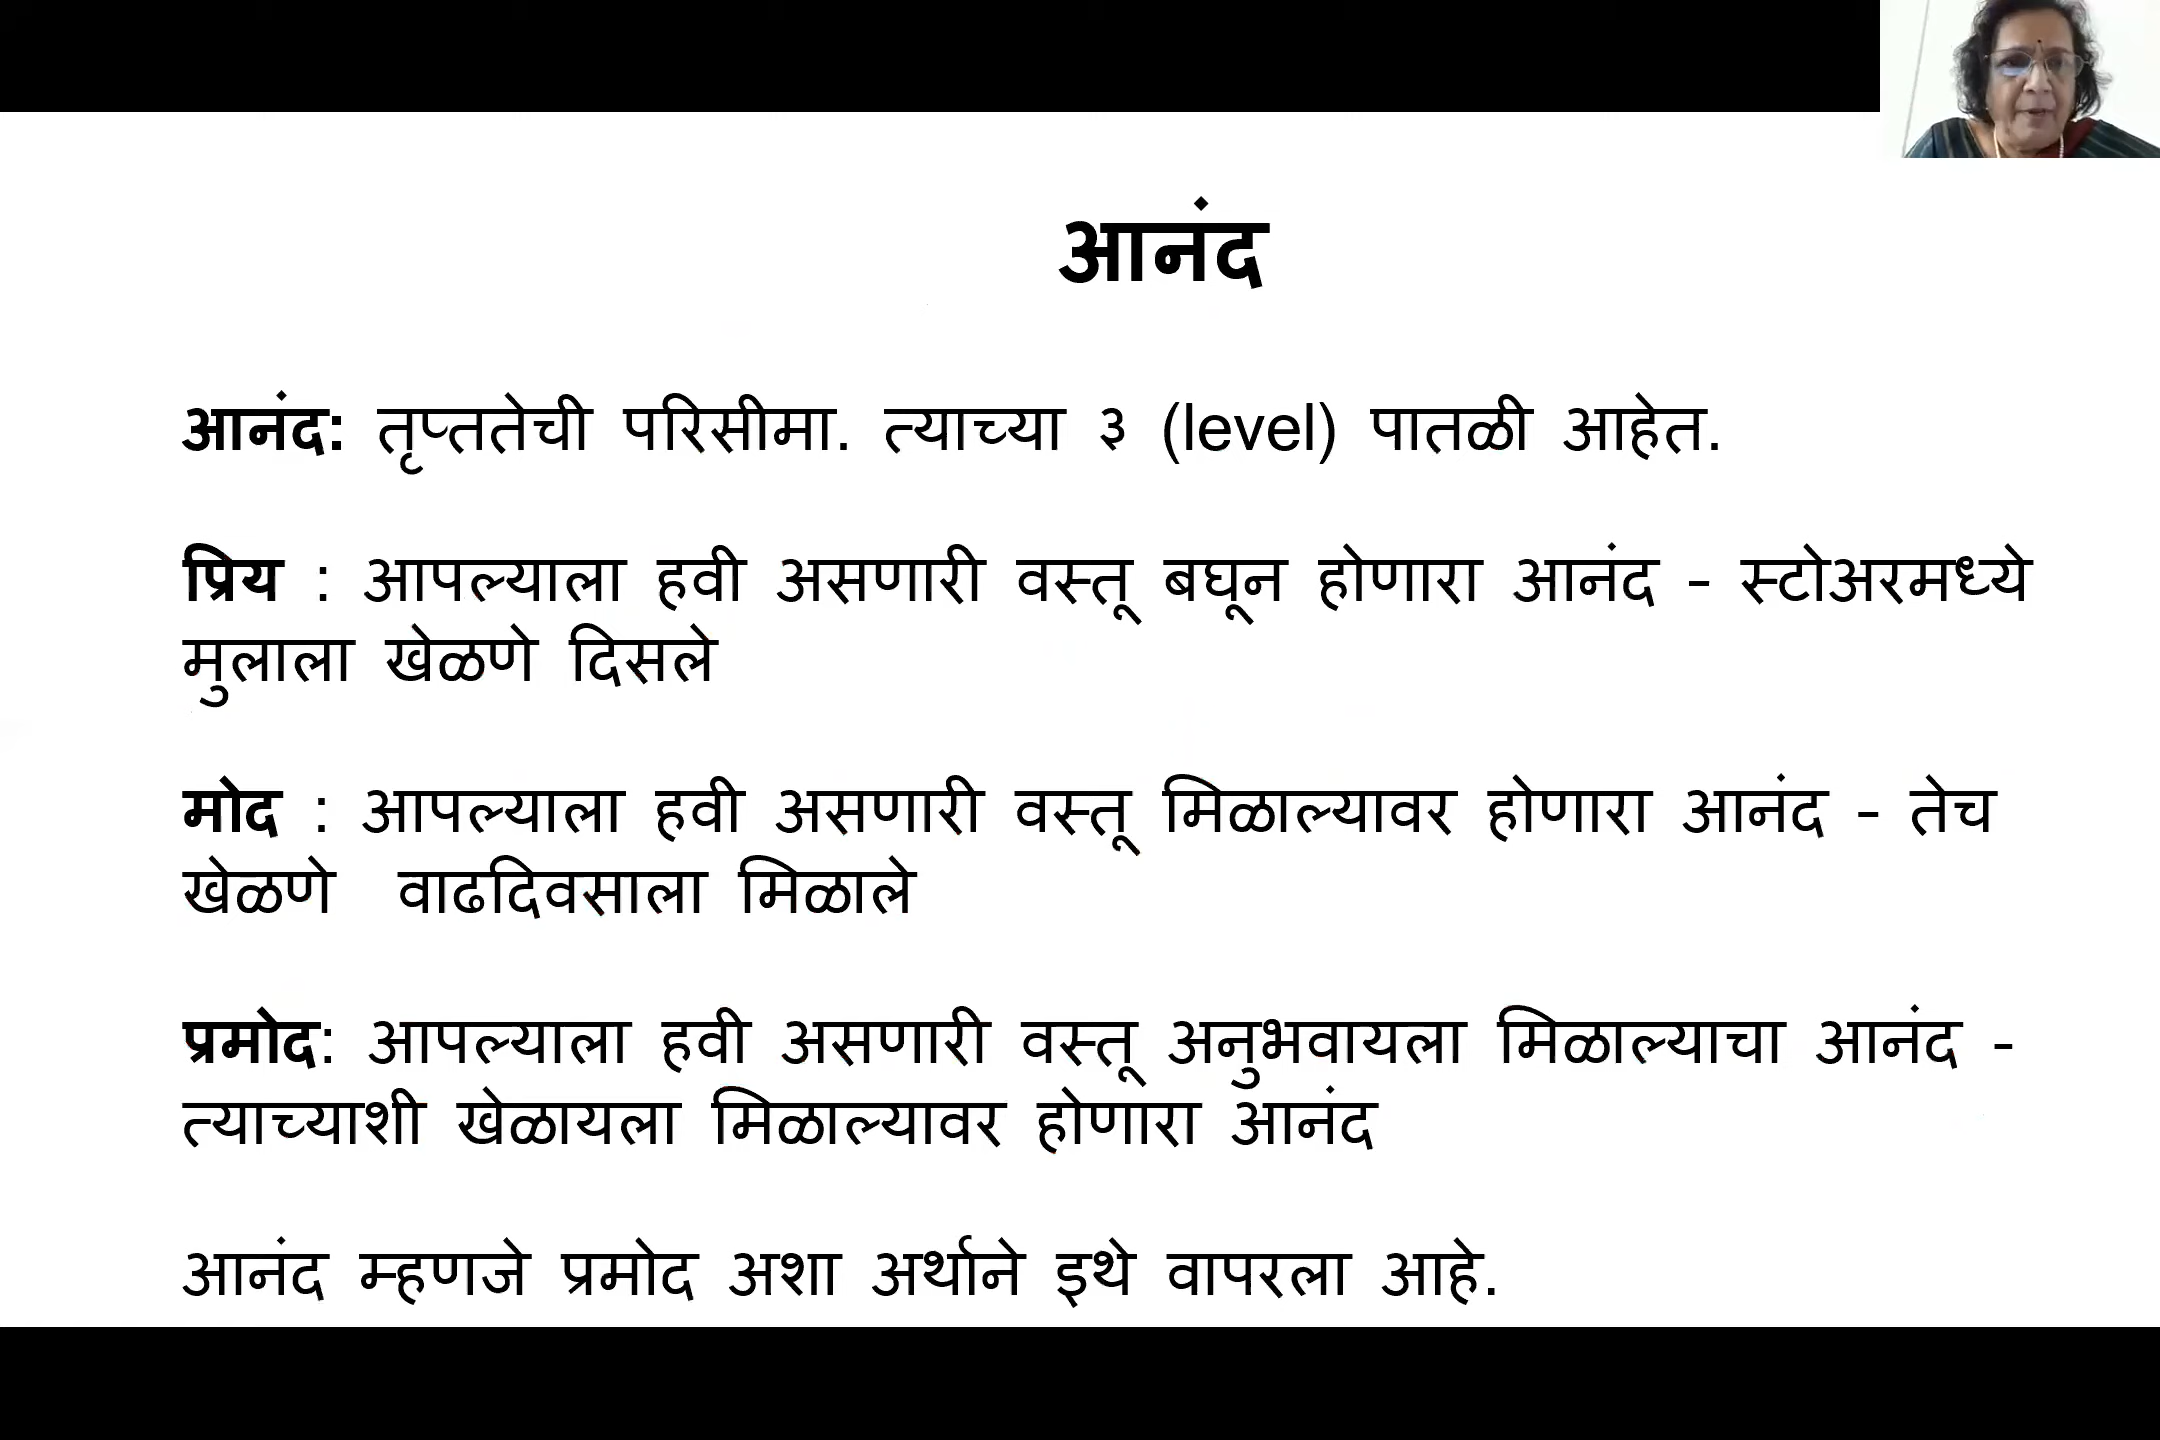 आनंद
आनंद: तृप्ततेची परिसीमा. त्याच्या ३ (level) पातळी आहेत.
प्रिय : आपल्याला हवी असणारी वस्तू बघून होणारा आनंद - स्टोअरमध्ये
मुलाला खेळणे दिसले
मोद : आपल्याला हवी असणारी वस्तू मिळाल्यावर होणारा आनंद - तेच
खेळणे वाढदिवसाला मिळाले
प्रमोद: आपल्याला हवी असणारी वस्तू अनुभवायला मिळाल्याचा आनंद -
त्याच्याशी खेळायला मिळाल्यावर होणारा आनंद
आनंद म्हणजे प्रमोद अशा अर्थाने इथे वापरला आहे.